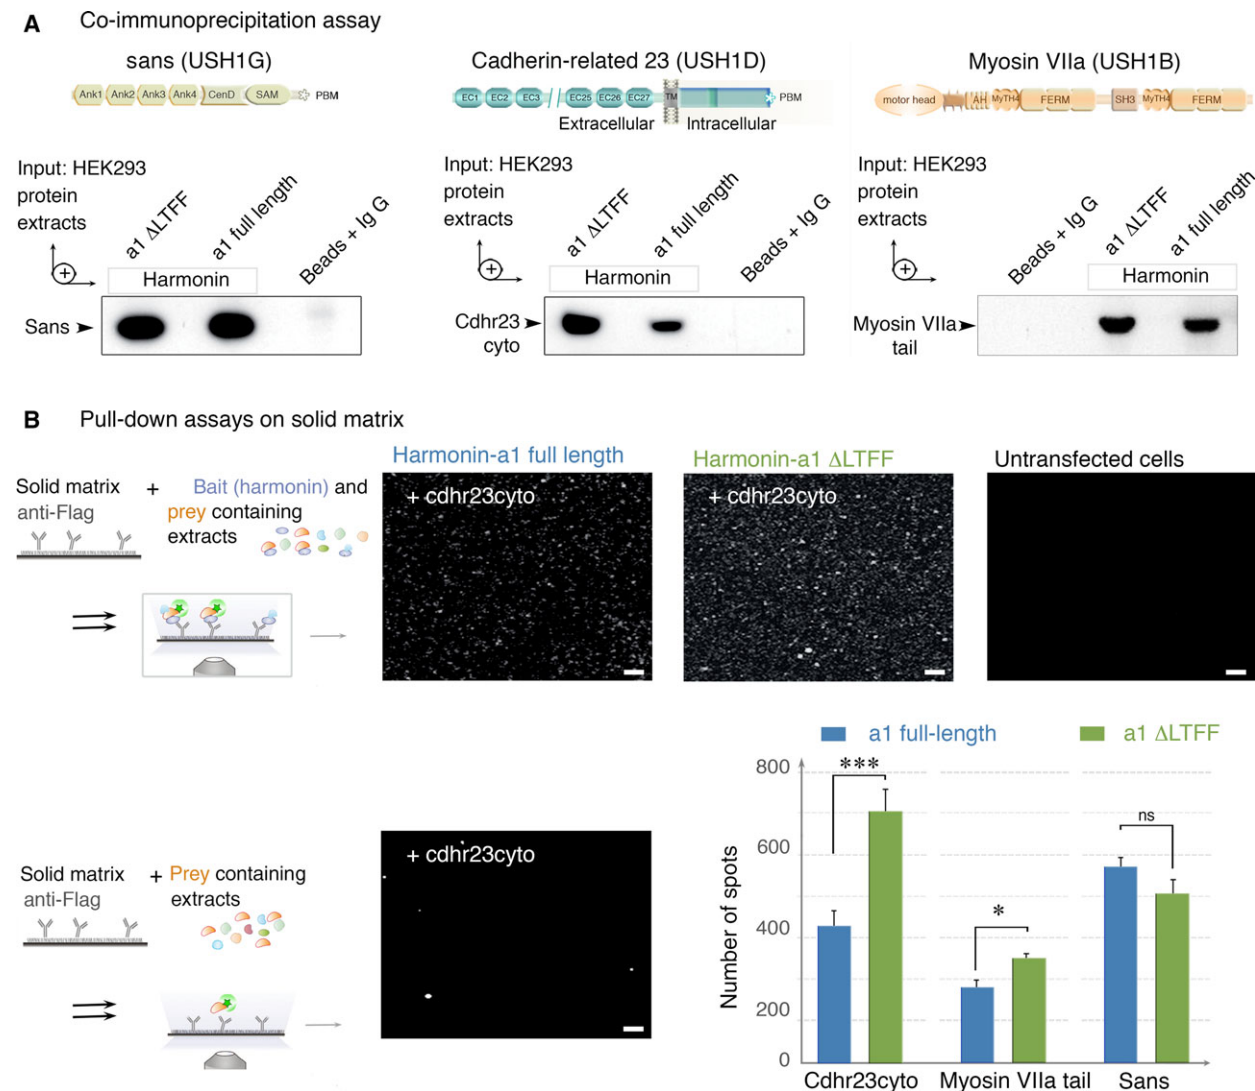 A Co-immunoprecipitation assay
sans (USH1G)
Ank1 Ank2 Ank3 Ank4 CenD SAM PBM
Input: HEK293
protein
extracts
+
a1 ΔLTFF
a1 full length
Beads + Ig G
Harmonin
Sans
Cadherin-related 23 (USH1D)
EC1 EC2 EC3 EC25 EC26 EC27 TM PBM
Extracellular Intracellular
Input: HEK293
protein
extracts
+
a1 ΔLTFF
a1 full length
Beads + Ig G
Harmonin
Cdhr23
cyto
Myosin VIIa (USH1B)
motor head AH MyTH4 FERM SH3 MyTH4 FERM
Input: HEK293
protein
extracts
+
Beads + Ig G
a1 ΔLTFF
a1 full length
Harmonin
Myosin VIIa
tail
B Pull-down assays on solid matrix
Solid matrix
anti-Flag
+
Bait (harmonin) and
prey containing
extracts
Harmonin-a1 full length
+ cdhr23cyto
Harmonin-a1 ΔLTFF
+ cdhr23cyto
Untransfected cells
Solid matrix
anti-Flag
+ Prey containing
extracts
+ cdhr23cyto
a1 full-length
a1 ΔLTFF
Number of spots
800
600
400
200
0
***
*
ns
Cdhr23cyto
Myosin VIIa tail
Sans